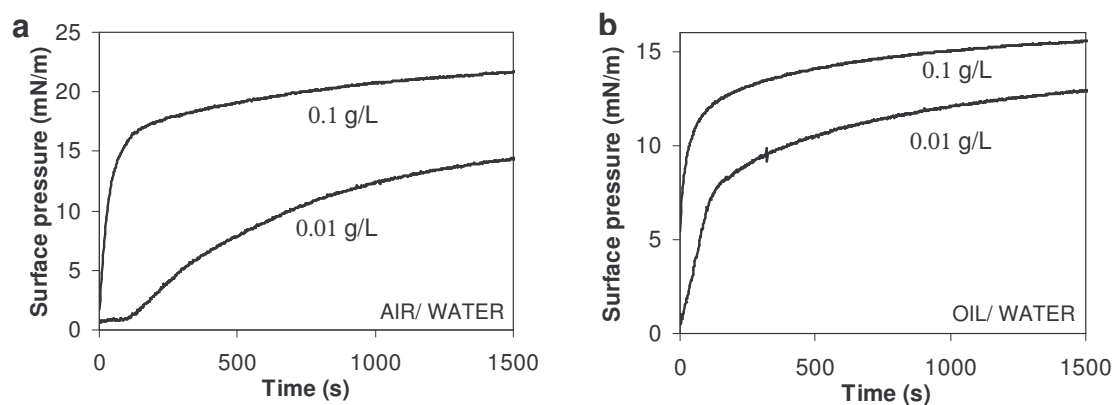 a
Surface pressure (mN/m)
25
20
15
10
5
0
0.1 g/L
0.01 g/L
AIR/ WATER
0
500
1000
1500
Time (s)
b
Surface pressure (mN/m)
15
10
5
0
0.1 g/L
0.01 g/L
OIL/ WATER
0
500
1000
1500
Time (s)